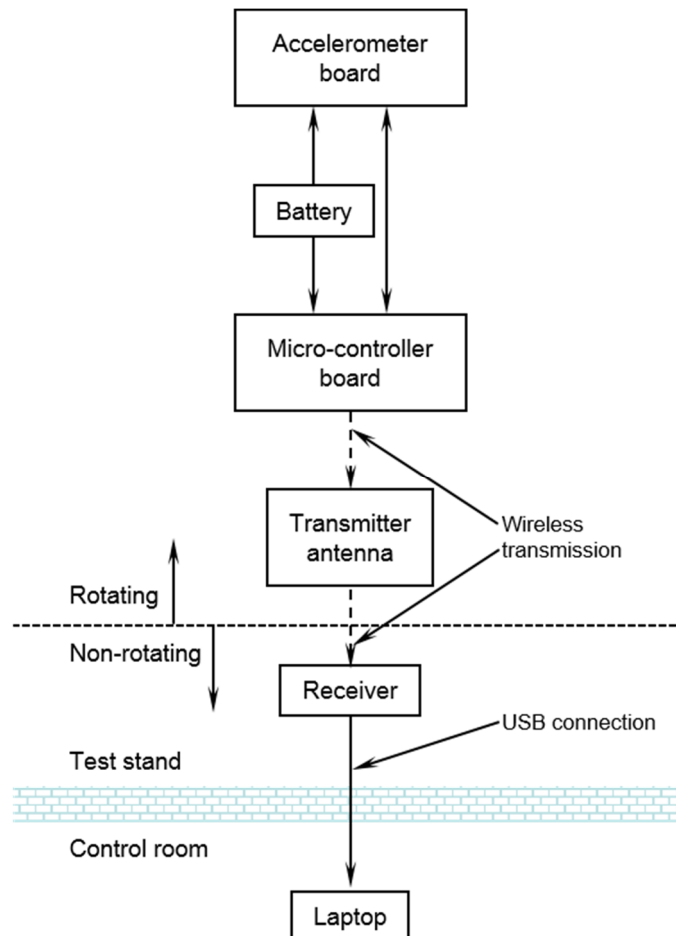 Accelerometer
board
Battery
Micro-controller
board
Transmitter
antenna
Wireless
transmission
Rotating
Non-rotating
Receiver
USB connection
Test stand
Control room
Laptop